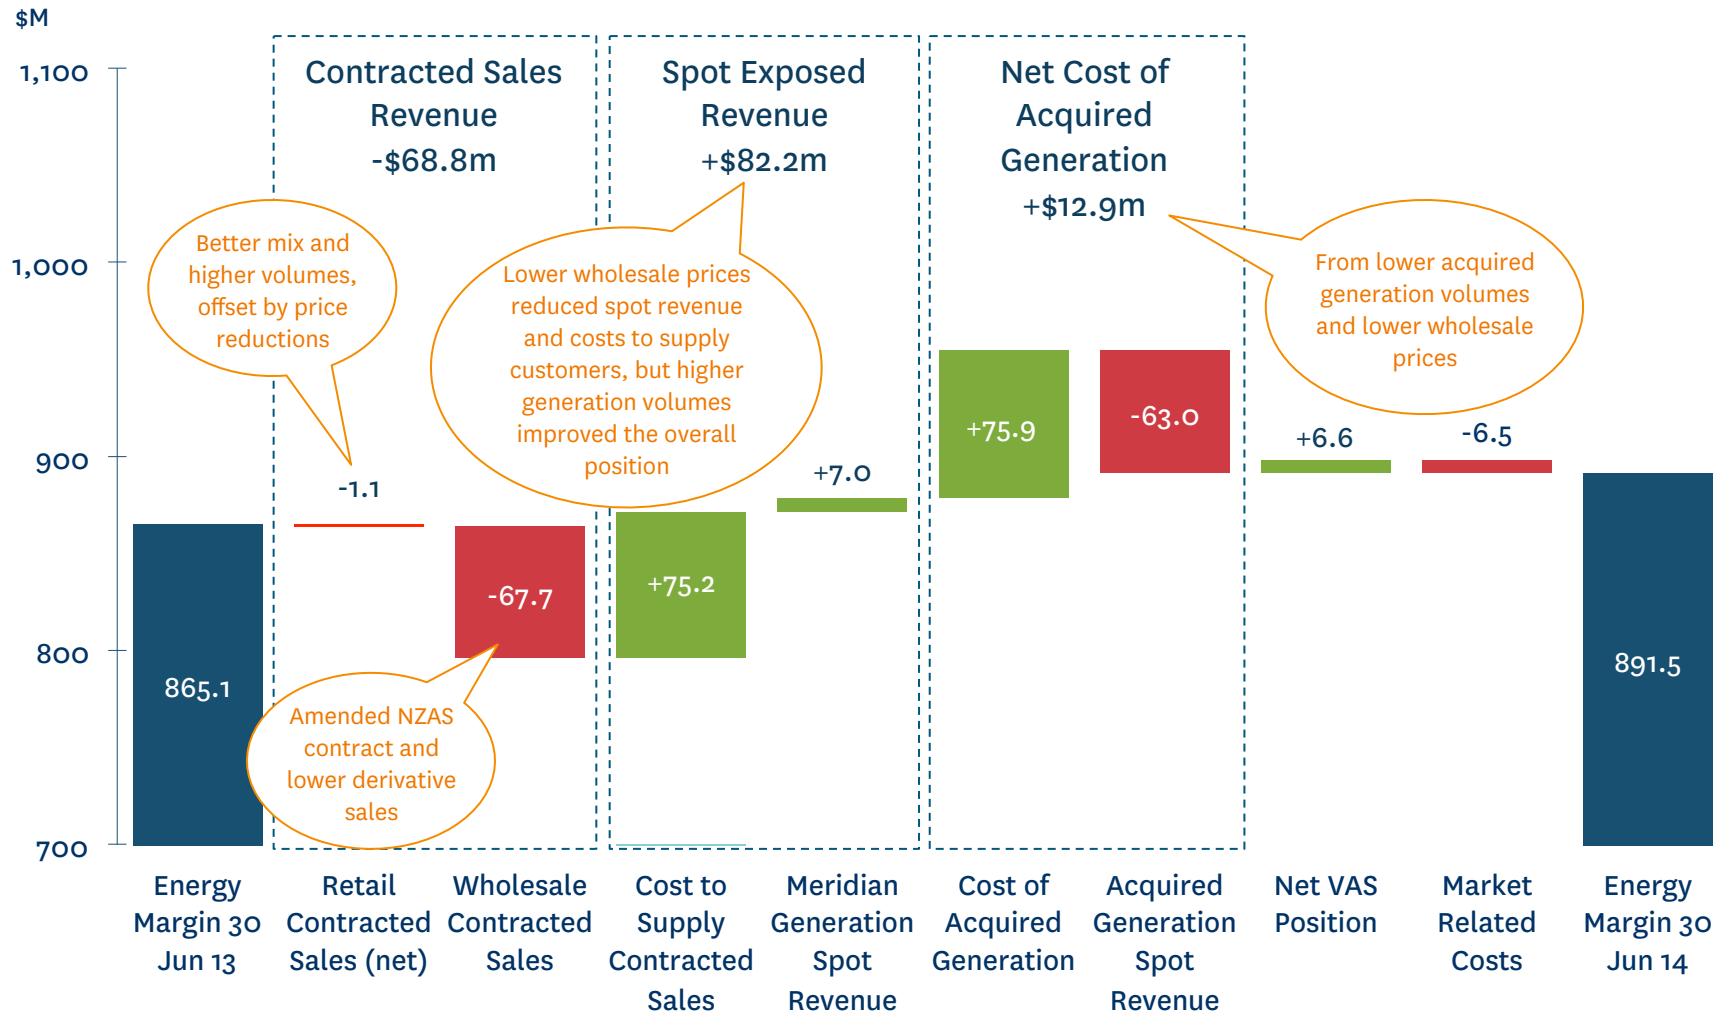 $M
1,100
1,000
900
800
700
Contracted Sales
Revenue
-$68.8m
Spot Exposed
Revenue
+$82.2m
Net Cost of
Acquired
Generation
+$12.9m
Better mix and
higher volumes,
offset by price
reductions
Lower wholesale prices
reduced spot revenue
and costs to supply
customers, but higher
generation volumes
improved the overall
position
From lower acquired
generation volumes
and lower wholesale
prices
Amended NZAS
contract and
lower derivative
sales
865.1
-1.1
-67.7
+75.2
+7.0
+75.9
-63.0
+6.6
-6.5
891.5
Energy
Margin 30
Jun 13
Retail
Contracted
Sales (net)
Wholesale
Contracted
Sales
Cost to
Supply
Contracted
Sales
Meridian
Generation
Spot
Revenue
Cost of
Acquired
Generation
Acquired
Generation
Spot
Revenue
Net VAS
Position
Market
Related
Costs
Energy
Margin 30
Jun 14